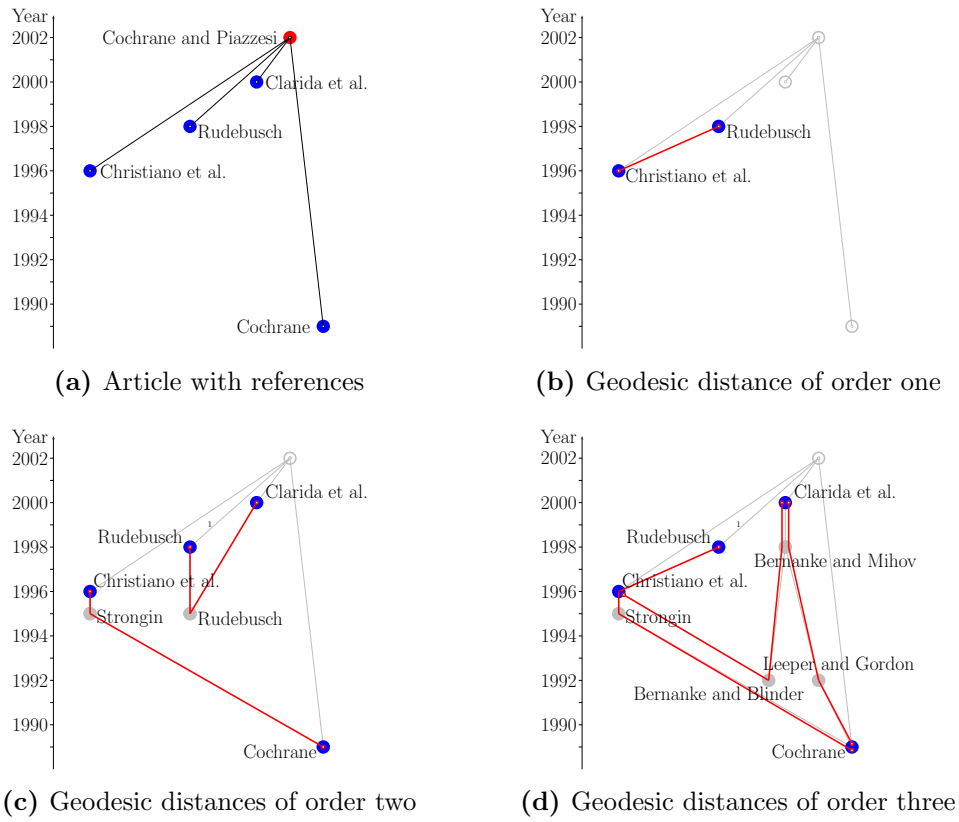 Year
2002
2000
1998
1996
1994
1992
1990
Cochrane and Piazzesi
Clarida et al.
Rudebusch
Christiano et al.
Cochrane
(a) Article with references
Year
2002
2000
1998
1996
1994
1992
1990
Rudebusch
Christiano et al.
(b) Geodesic distance of order one
Year
2002
2000
1998
1996
1994
1992
1990
Clarida et al.
1
Rudebusch
Christiano et al.
Strongin
Rudebusch
Cochrane
(c) Geodesic distances of order two
Year
2002
2000
1998
1996
1994
1992
1990
Clarida et al.
1
Rudebusch
Bernanke and Mihov
Christiano et al.
Strongin
Leeper and Gordon
Bernanke and Blinder
Cochrane
(d) Geodesic distances of order three